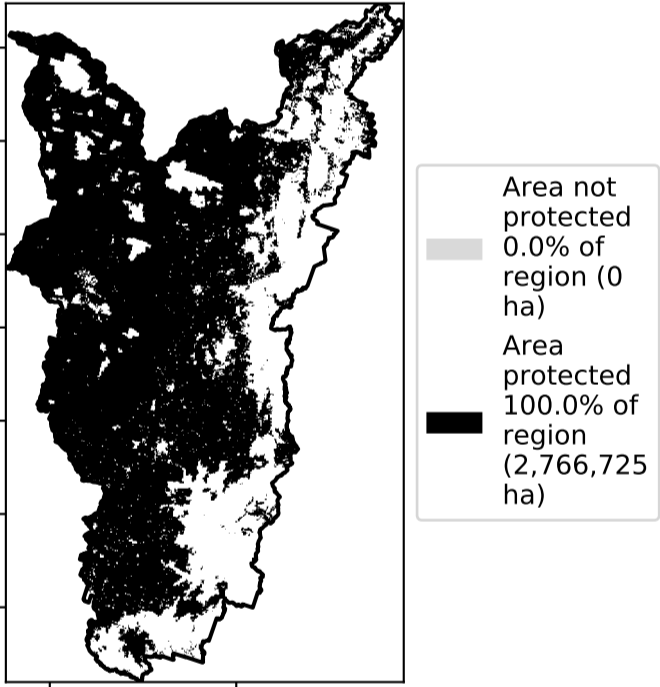 Area not
protected
0.0% of
region (0
ha)
Area
protected
100.0% of
region
(2,766,725
ha)